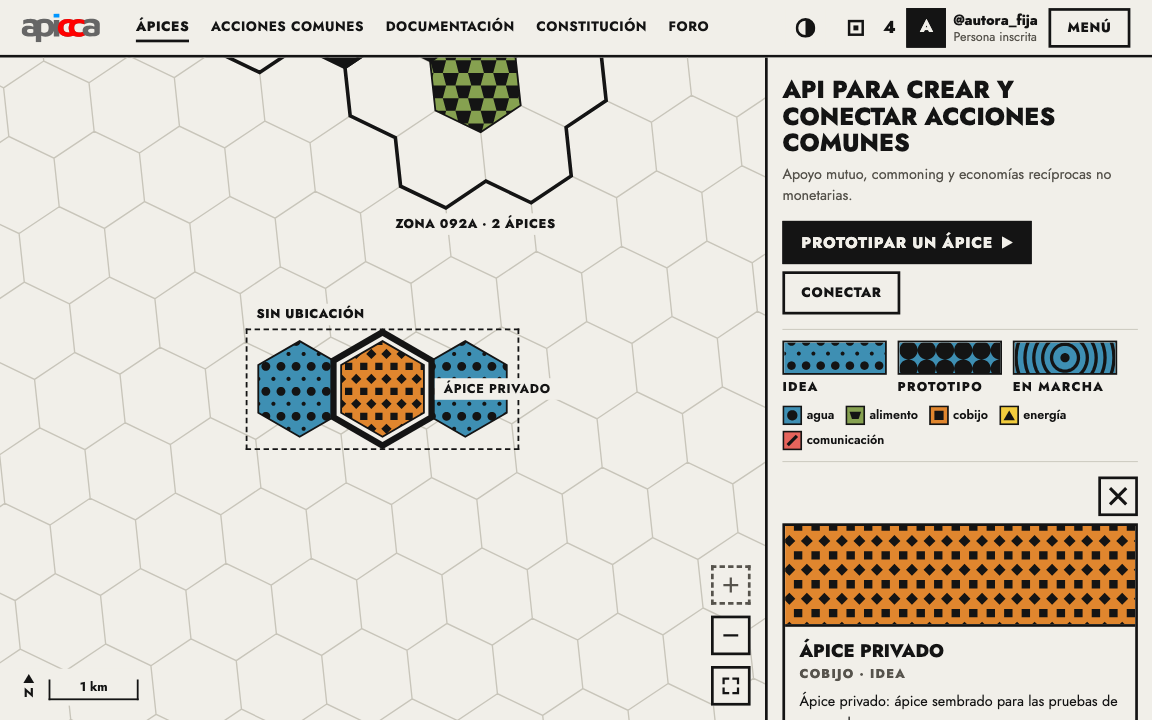 apicca
ÁPICES
ACCIONES COMUNES
DOCUMENTACIÓN
CONSTITUCIÓN
FORO
4
A
@autora_fija
Persona inscrita
MENÚ
ZONA 092A · 2 ÁPICES
SIN UBICACIÓN
ÁPICE PRIVADO
N
1 km
API PARA CREAR Y
CONECTAR ACCIONES
COMUNES
Apoyo mutuo, commoning y economías recíprocas no
monetarias.
PROTOTIPAR UN ÁPICE
CONECTAR
IDEA
PROTOTIPO
EN MARCHA
agua
alimento
cobijo
energía
comunicación
ÁPICE PRIVADO
COBIJO · IDEA
Ápice privado: ápice sembrado para las pruebas de